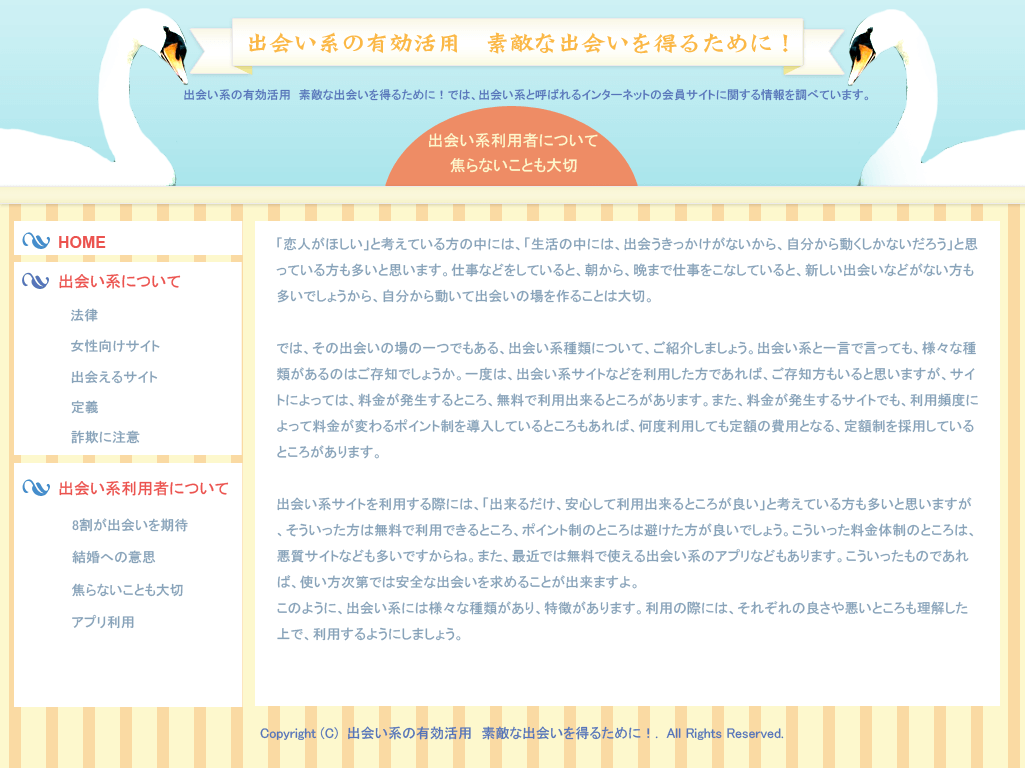 出会い系の有効活用　素敵な出会いを得るために！
出会い系の有効活用　素敵な出会いを得るために！では、出会い系と呼ばれるインターネットの会員サイトに関する情報を調べています。
出会い系利用者について
焦らないことも大切
HOME
出会い系について
法律
女性向けサイト
出会えるサイト
定義
詐欺に注意
出会い系利用者について
8割が出会いを期待
結婚への意思
焦らないことも大切
アプリ利用
「恋人がほしい」と考えている方の中には、「生活の中には、出会うきっかけがないから、自分から動くしかないだろう」と思
っている方も多いと思います。仕事などをしていると、朝から、晩まで仕事をこなしていると、新しい出会いなどがない方も
多いでしょうから、自分から動いて出会いの場を作ることは大切。
では、その出会いの場の一つでもある、出会い系種類について、ご紹介しましょう。出会い系と一言で言っても、様々な種
類があるのはご存知でしょうか。一度は、出会い系サイトなどを利用した方であれば、ご存知方もいると思いますが、サイ
トによっては、料金が発生するところ、無料で利用出来るところがあります。また、料金が発生するサイトでも、利用頻度に
よって料金が変わるポイント制を導入しているところもあれば、何度利用しても定額の費用となる、定額制を採用している
ところがあります。
出会い系サイトを利用する際には、「出来るだけ、安心して利用出来るところが良い」と考えている方も多いと思いますが
、そういった方は無料で利用できるところ、ポイント制のところは避けた方が良いでしょう。こういった料金体制のところは、
悪質サイトなども多いですからね。また、最近では無料で使える出会い系のアプリなどもあります。こういったものであれ
ば、使い方次第では安全な出会いを求めることが出来ますよ。
このように、出会い系には様々な種類があり、特徴があります。利用の際には、それぞれの良さや悪いところも理解した
上で、利用するようにしましょう。
Copyright (C) 出会い系の有効活用　素敵な出会いを得るために！. All Rights Reserved.